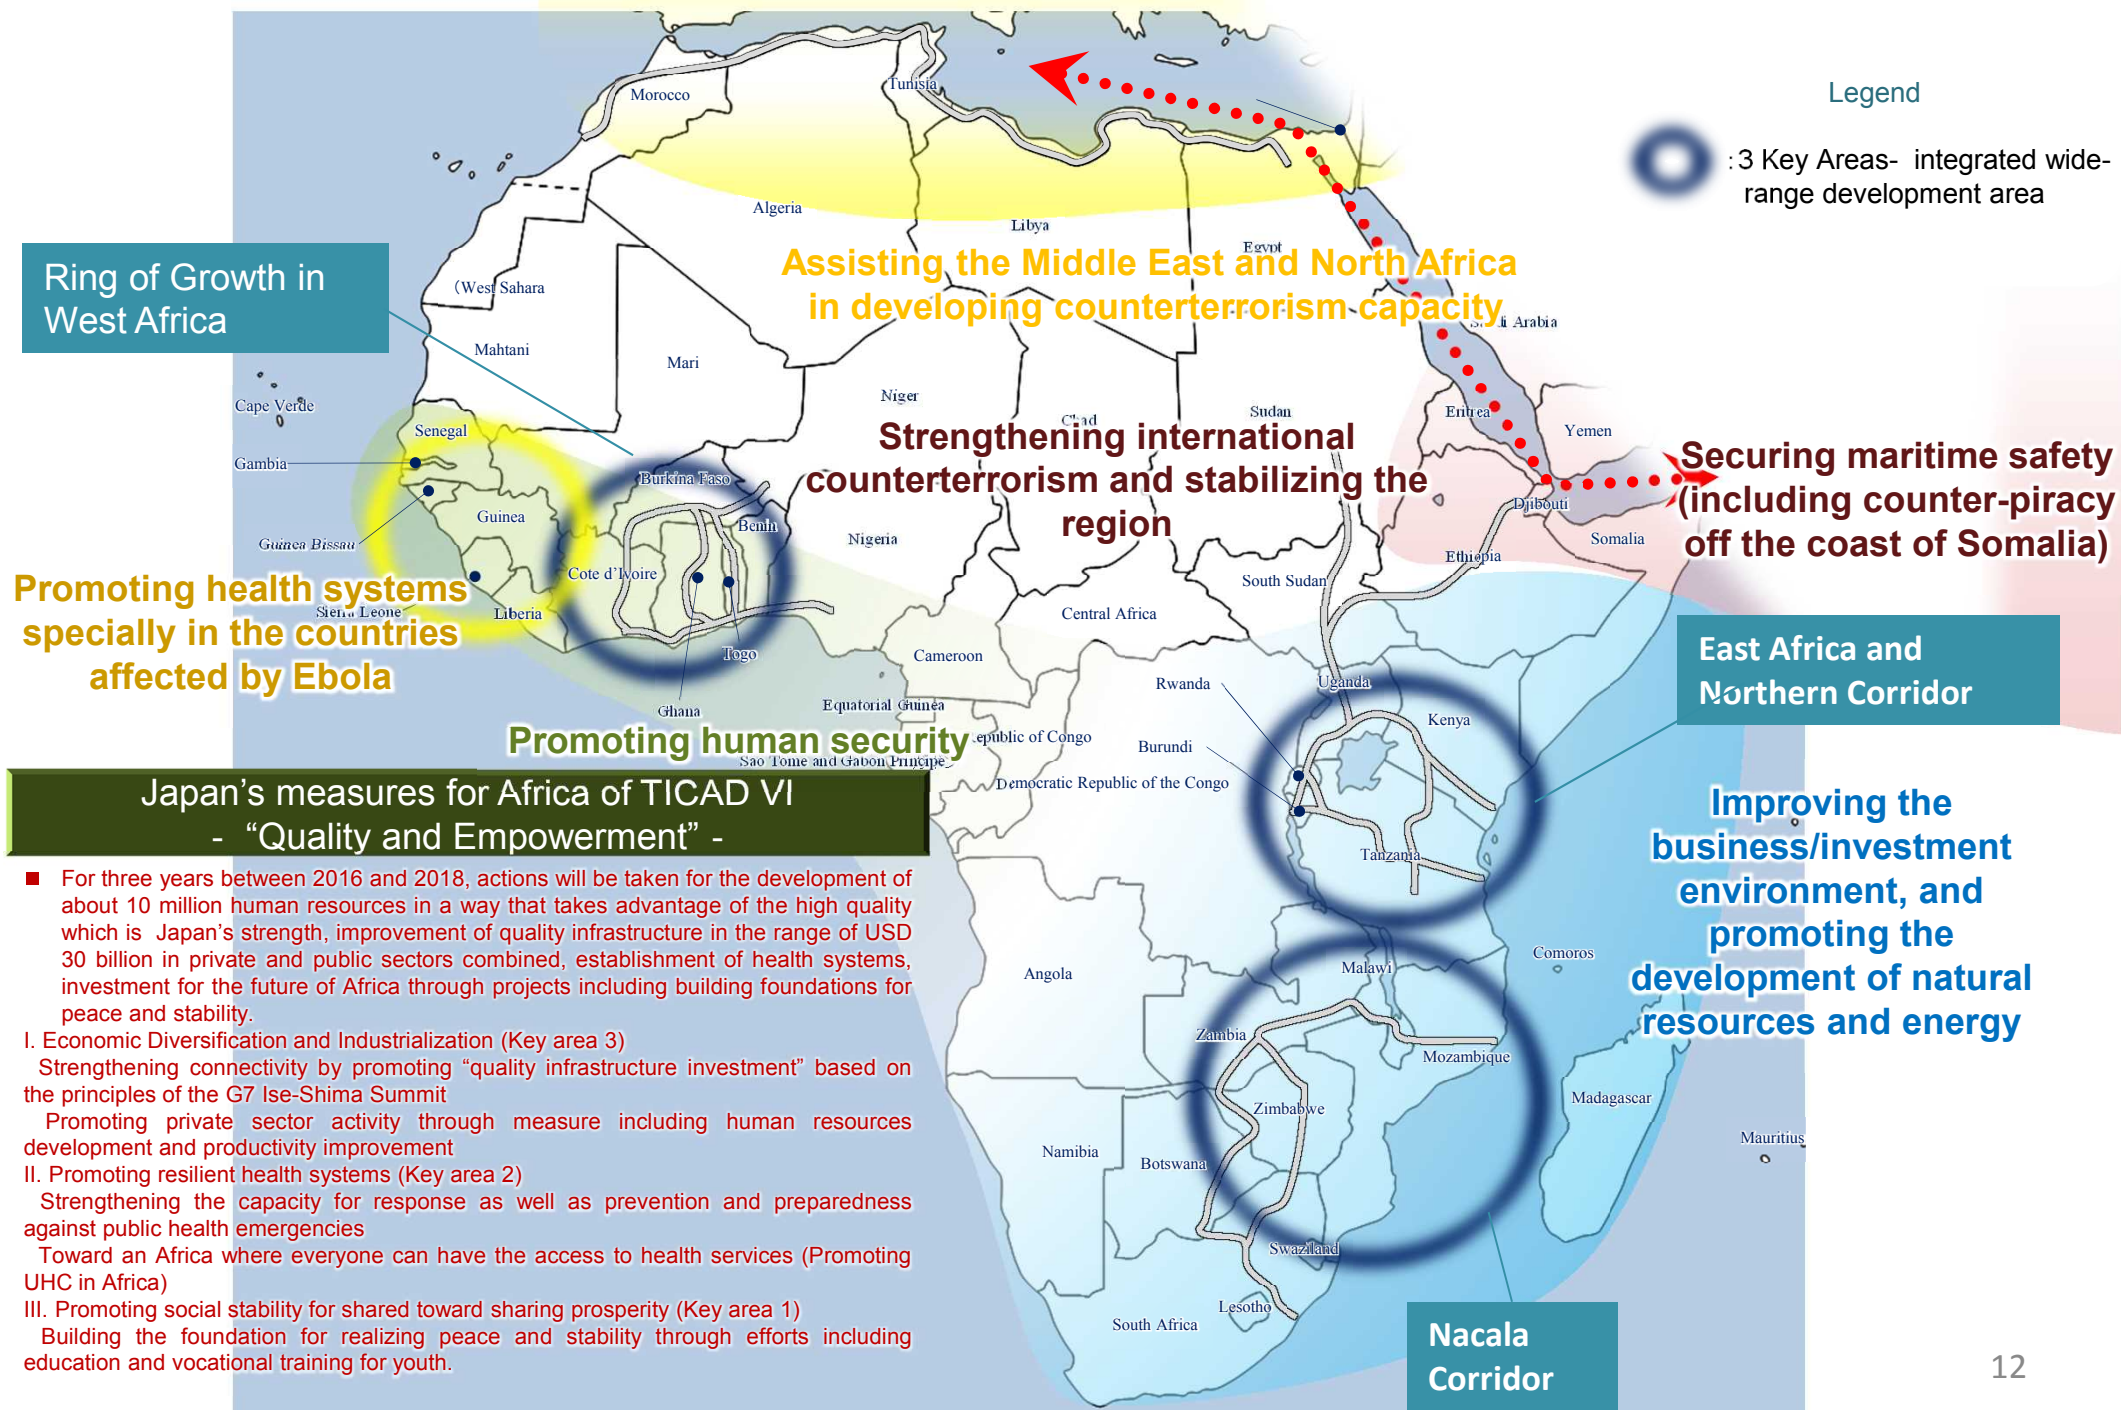 Legend
: 3 Key Areas- integrated wide-
range development area
Ring of Growth in
West Africa
Assisting the Middle East and North Africa
in developing counterterrorism capacity
Strengthening international
counterterrorism and stabilizing the
region
Securing maritime safety
(including counter-piracy
off the coast of Somalia)
Promoting health systems
specially in the countries
affected by Ebola
Promoting human security
East Africa and
Northern Corridor
Improving the
business/investment
environment, and
promoting the
development of natural
resources and energy
Nacala
Corridor
Japan's measures for Africa of TICAD VI
- “Quality and Empowerment” -
■ For three years between 2016 and 2018, actions will be taken for the development of
about 10 million human resources in a way that takes advantage of the high quality
which is Japan's strength, improvement of quality infrastructure in the range of USD
30 billion in private and public sectors combined, establishment of health systems,
investment for the future of Africa through projects including building foundations for
peace and stability.
I. Economic Diversification and Industrialization (Key area 3)
Strengthening connectivity by promoting “quality infrastructure investment” based on
the principles of the G7 Ise-Shima Summit
Promoting private sector activity through measure including human resources
development and productivity improvement
II. Promoting resilient health systems (Key area 2)
Strengthening the capacity for response as well as prevention and preparedness
against public health emergencies
Toward an Africa where everyone can have the access to health services (Promoting
UHC in Africa)
III. Promoting social stability for shared toward sharing prosperity (Key area 1)
Building the foundation for realizing peace and stability through efforts including
education and vocational training for youth.
Morocco
Tunisia
Algeria
Libya
Egypt
(West Sahara
Mahtani
Mari
Niger
Chad
Sudan
Eritrea
Arabia
Yemen
Cape Verde
Senegal
Gambia
Guinea
Guinea Bissau
Sierra Leone
Liberia
Burkina Faso
Benin
Cote d'Ivoire
Togo
Ghana
Nigeria
Djibouti
Somalia
Ethiopia
South Sudan
Central Africa
Cameroon
Equatorial Guinea
Republic of Congo
Sao Tome and Gabon Principe
Democratic Republic of the Congo
Rwanda
Burundi
Uganda
Kenya
Tanzania
Comoros
Angola
Malawi
Zambia
Mozambique
Zimbabwe
Madagascar
Mauritius
Namibia
Botswana
Swaziland
Lesotho
South Africa
12